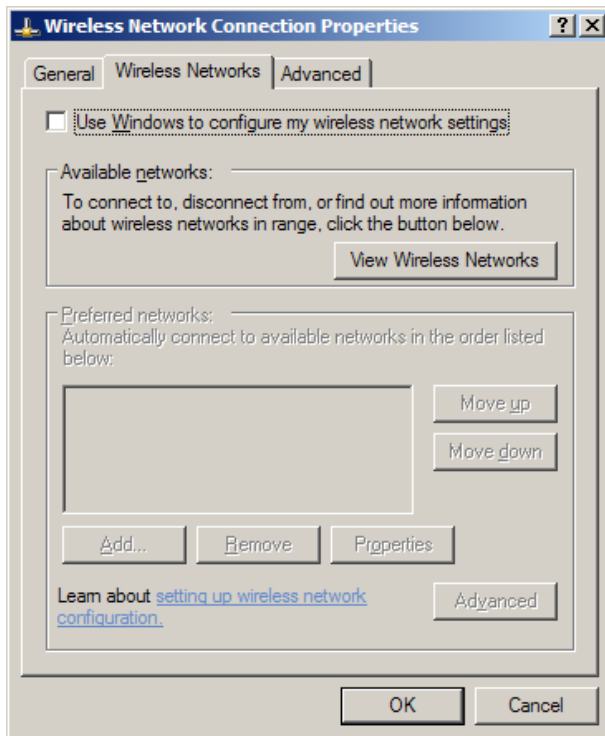 Wireless Network Connection Properties
General Wireless Networks Advanced
Use Windows to configure my wireless network settings
Available networks:
To connect to, disconnect from, or find out more information
about wireless networks in range, click the button below.
View Wireless Networks
Preferred networks:
Automatically connect to available networks in the order listed
below:
Move up
Move down
Add... Remove Properties
Learn about setting up wireless network
configuration.
Advanced
OK Cancel